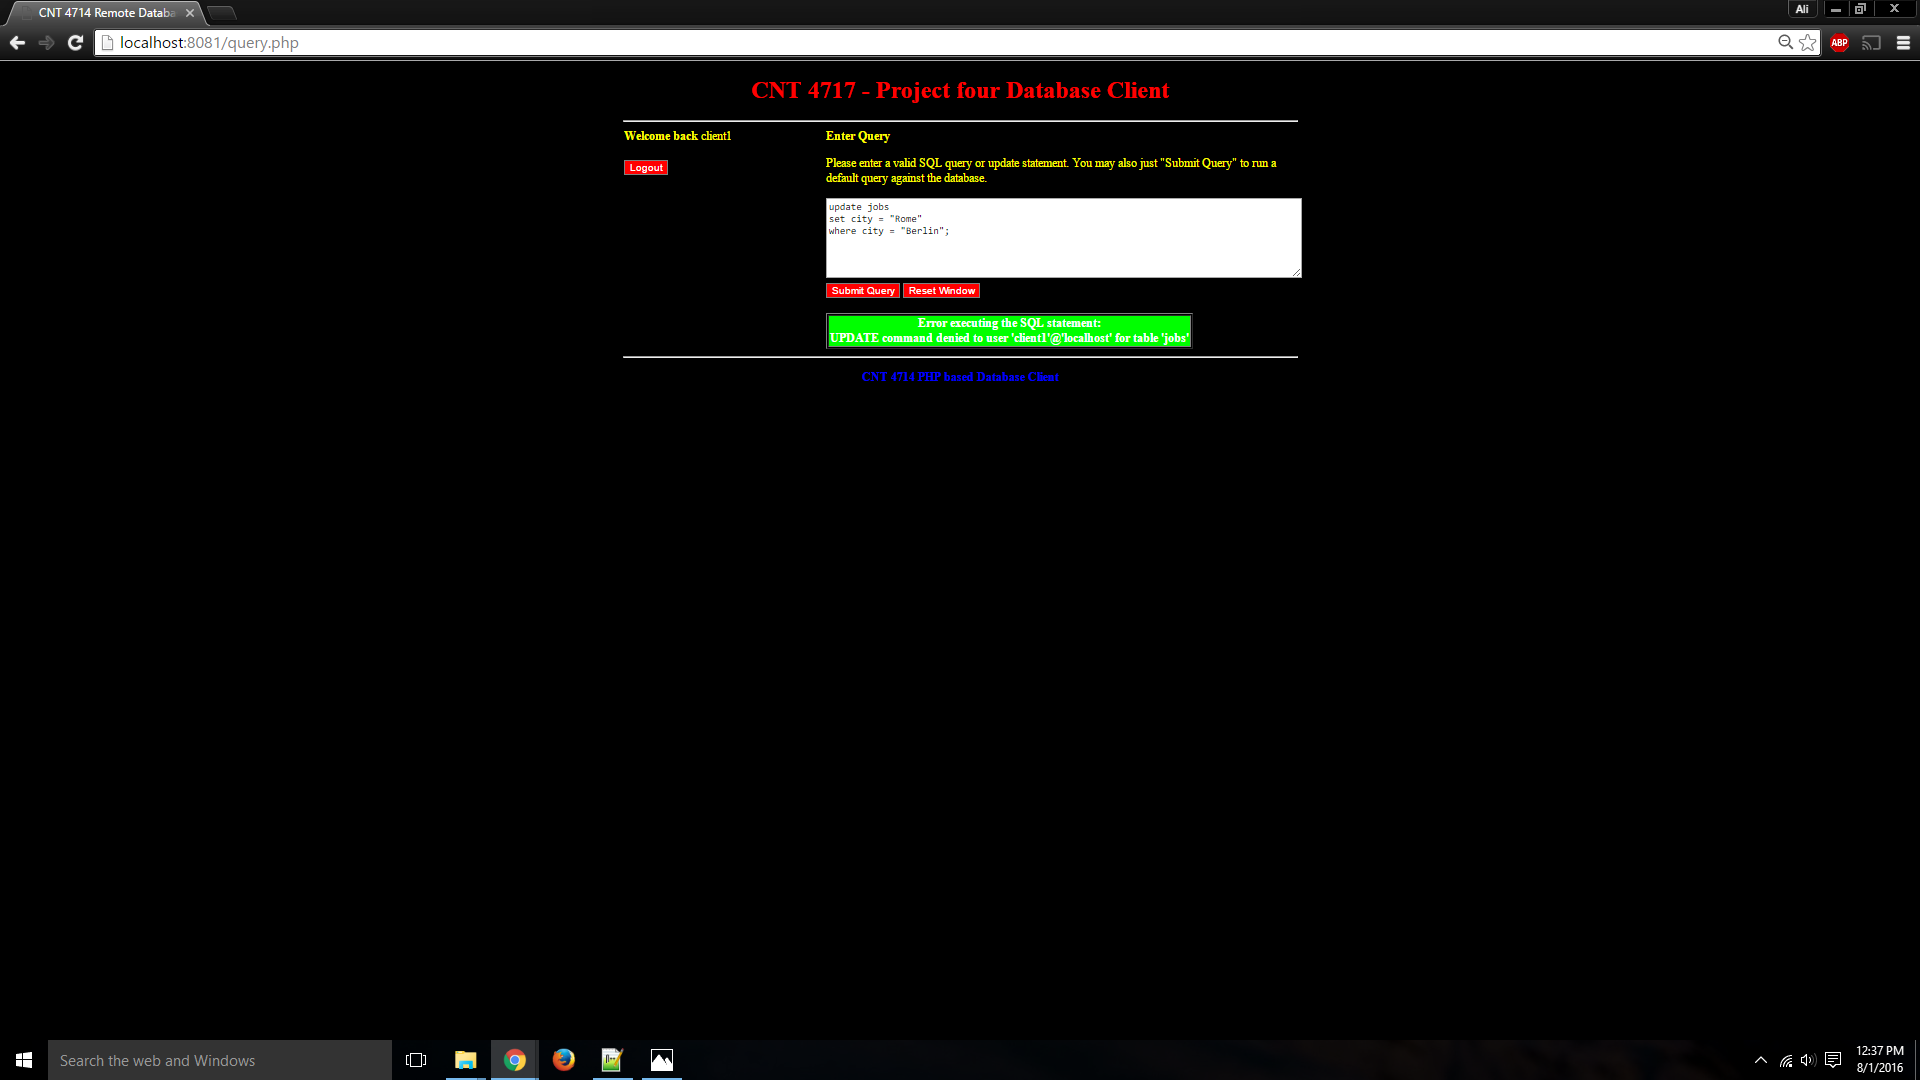 CNT 4714 Remote Databa
Ali
localhost:8081/query.php
ABP
CNT 4717 - Project four Database Client
Welcome back client1
Logout
Enter Query
Please enter a valid SQL query or update statement. You may also just "Submit Query" to run a
default query against the database.
update jobs
set city = "Rome"
where city = "Berlin";
Submit Query Reset Window
Error executing the SQL statement:
UPDATE command denied to user 'client1'@'localhost' for table 'jobs'
CNT 4714 PHP based Database Client
Search the web and Windows
12:37 PM
8/1/2016